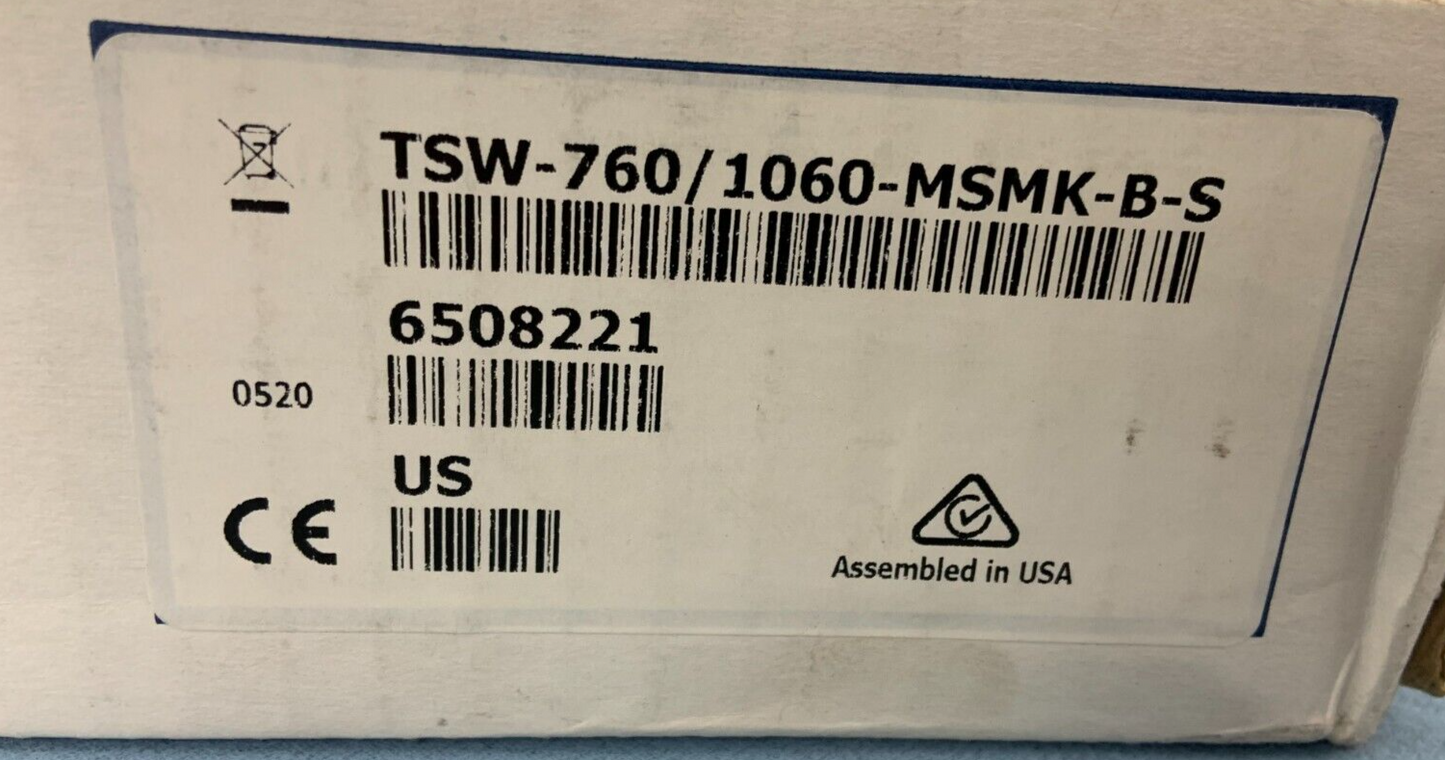 TSW-760/1060-MSMK-B-S
6508221
0520
US
CE
Assembled in USA